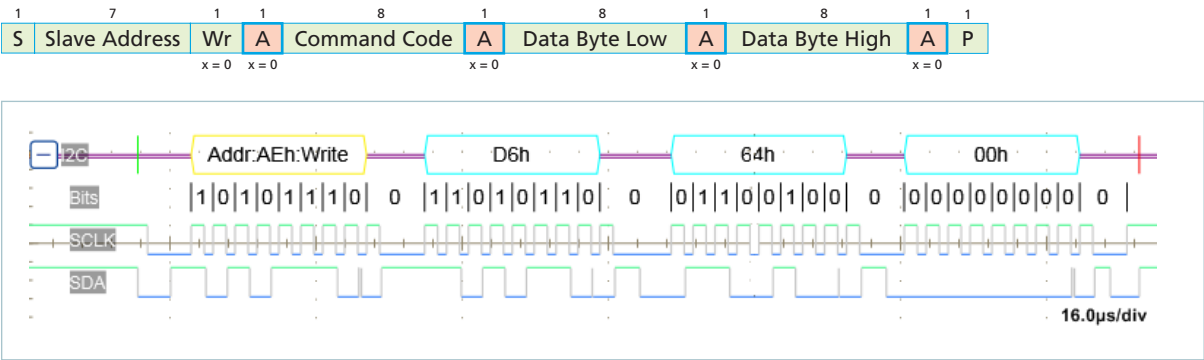 1 7 1 1 8 1 8 1 8 1 1
S Slave Address Wr A Command Code A Data Byte Low A Data Byte High A P
x = 0 x = 0 x = 0 x = 0 x = 0
I2C Addr:AEh:Write D6h 64h 00h
Bits 1 0 1 0 1 1 1 0 0 1 1 0 1 0 1 1 0 0 0 1 1 0 0 1 0 0 0 0 0 0 0 0 0 0 0 0
SCLK
SDA
16.0µs/div